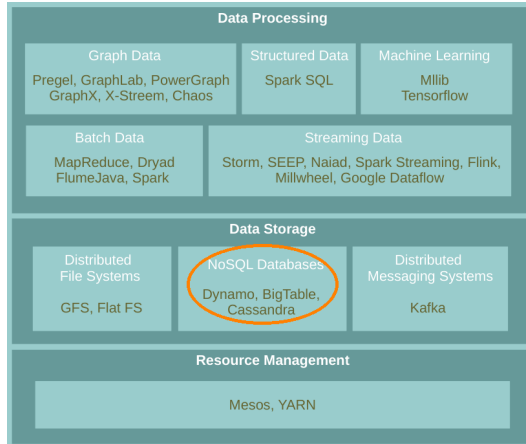 Data Processing
Graph Data
Pregel, GraphLab, PowerGraph
GraphX, X-Streem, Chaos
Structured Data
Spark SQL
Machine Learning
Mllib
Tensorflow
Batch Data
MapReduce, Dryad
FlumeJava, Spark
Streaming Data
Storm, SEEP, Naiad, Spark Streaming, Flink,
Millwheel, Google Dataflow
Data Storage
Distributed
File Systems
GFS, Flat FS
NoSQL Databases
Dynamo, BigTable,
Cassandra
Distributed
Messaging Systems
Kafka
Resource Management
Mesos, YARN